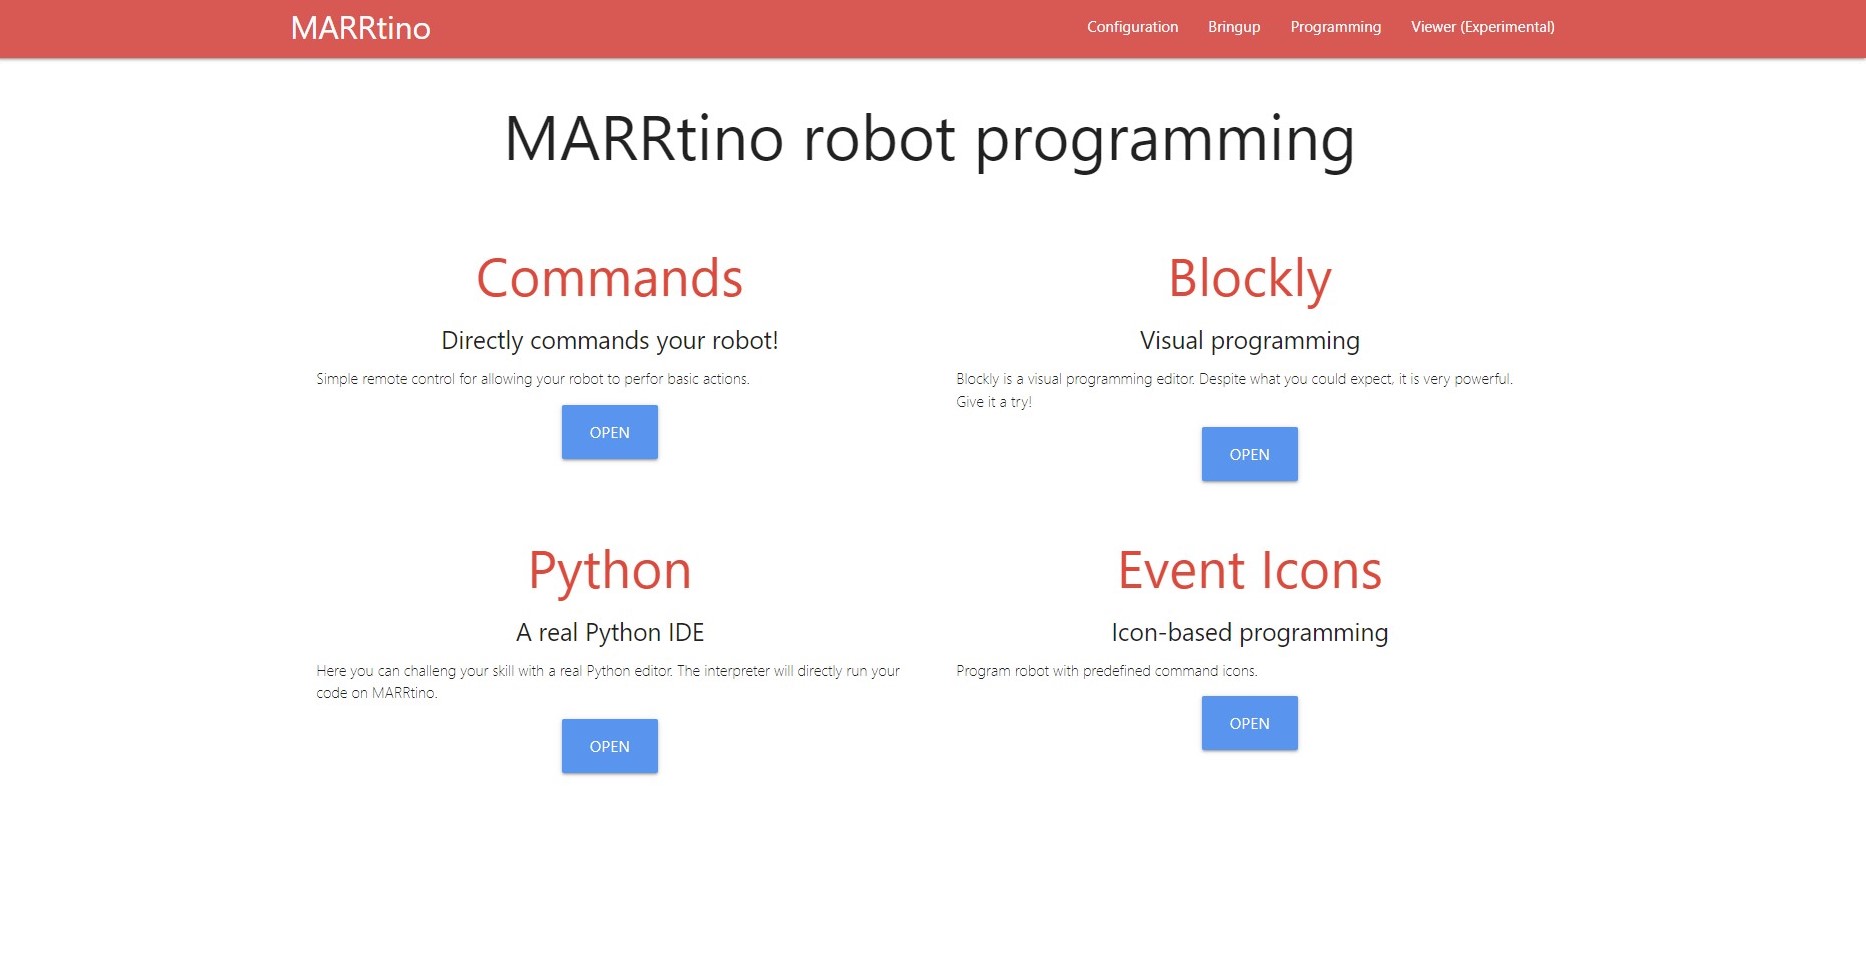 MARRtino
Configuration
Bringup
Programming
Viewer (Experimental)
MARRtino robot programming
Commands
Directly commands your robot!
Simple remote control for allowing your robot to perfor basic actions.
OPEN
Blockly
Visual programming
Blockly is a visual programming editor. Despite what you could expect, it is very powerful.
Give it a try!
OPEN
Python
A real Python IDE
Here you can challeng your skill with a real Python editor. The interpreter will directly run your
code on MARRtino.
OPEN
Event Icons
Icon-based programming
Program robot with predefined command icons.
OPEN